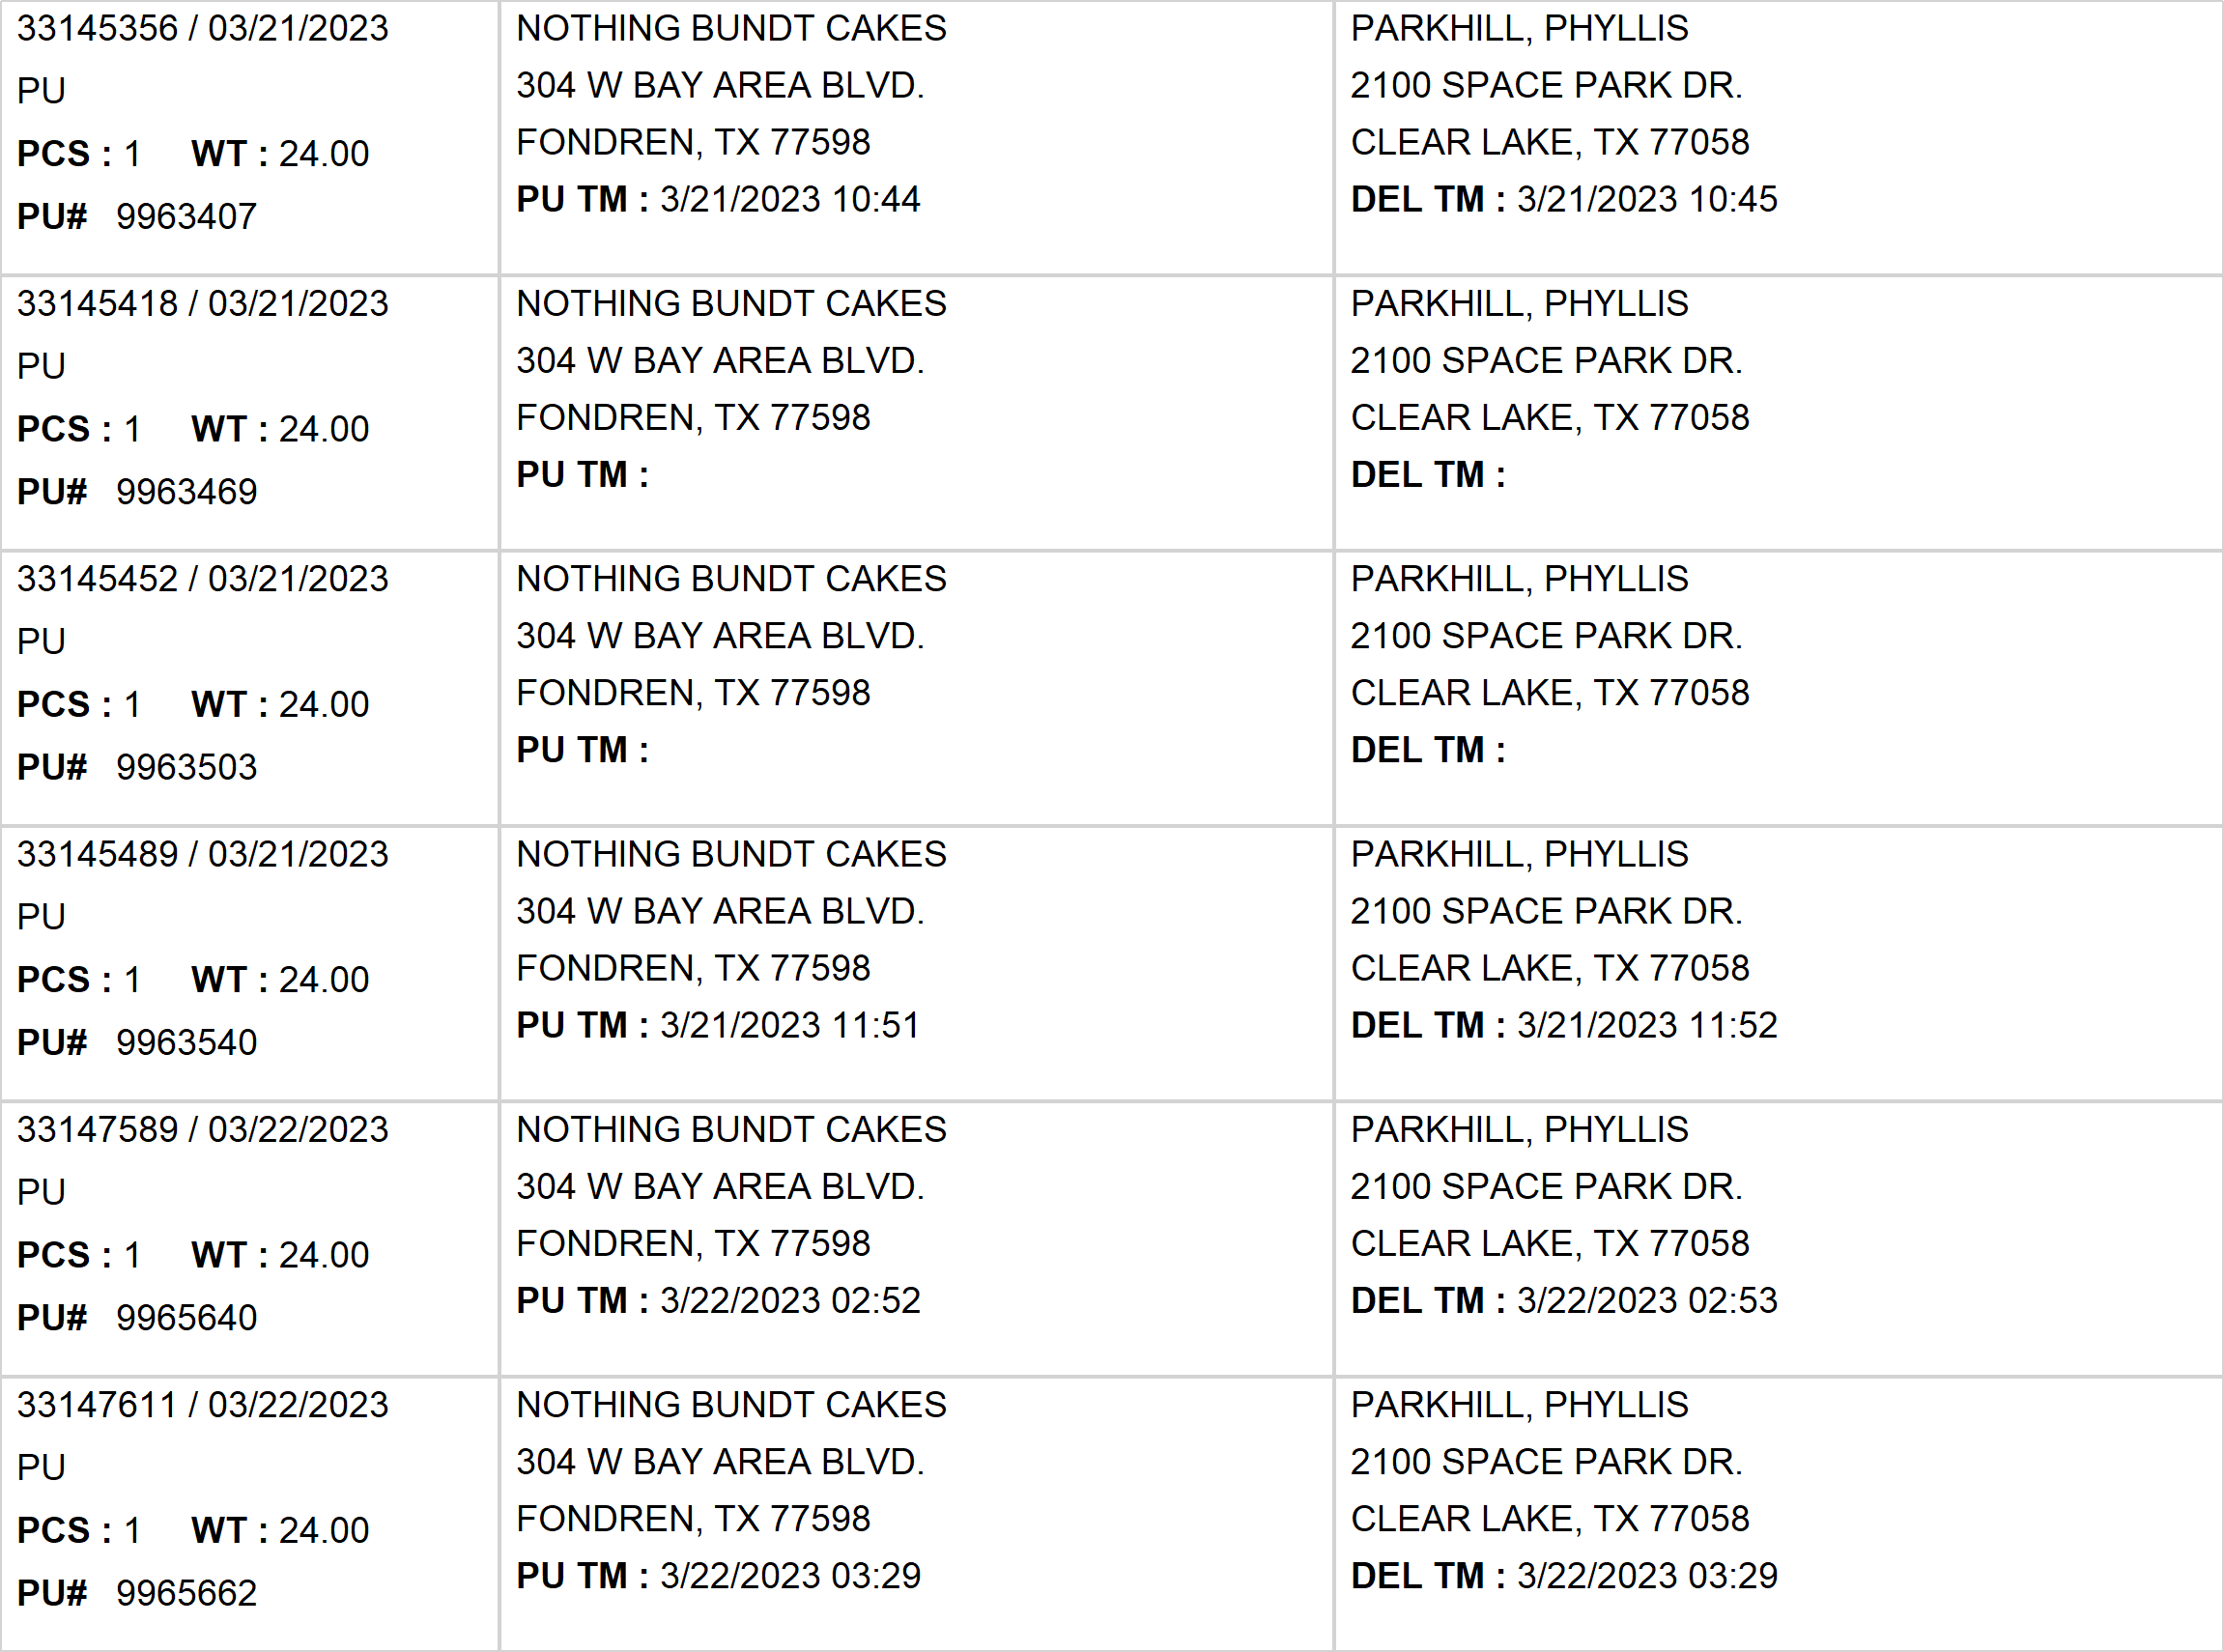 33145356 / 03/21/2023
PU
PCS : 1 WT : 24.00
PU# 9963407
NOTHING BUNDT CAKES
304 W BAY AREA BLVD.
FONDREN, TX 77598
PU TM : 3/21/2023 10:44
PARKHILL, PHYLLIS
2100 SPACE PARK DR.
CLEAR LAKE, TX 77058
DEL TM : 3/21/2023 10:45
33145418 / 03/21/2023
PU
PCS : 1 WT : 24.00
PU# 9963469
NOTHING BUNDT CAKES
304 W BAY AREA BLVD.
FONDREN, TX 77598
PU TM :
PARKHILL, PHYLLIS
2100 SPACE PARK DR.
CLEAR LAKE, TX 77058
DEL TM :
33145452 / 03/21/2023
PU
PCS : 1 WT : 24.00
PU# 9963503
NOTHING BUNDT CAKES
304 W BAY AREA BLVD.
FONDREN, TX 77598
PU TM :
PARKHILL, PHYLLIS
2100 SPACE PARK DR.
CLEAR LAKE, TX 77058
DEL TM :
33145489 / 03/21/2023
PU
PCS : 1 WT : 24.00
PU# 9963540
NOTHING BUNDT CAKES
304 W BAY AREA BLVD.
FONDREN, TX 77598
PU TM : 3/21/2023 11:51
PARKHILL, PHYLLIS
2100 SPACE PARK DR.
CLEAR LAKE, TX 77058
DEL TM : 3/21/2023 11:52
33147589 / 03/22/2023
PU
PCS : 1 WT : 24.00
PU# 9965640
NOTHING BUNDT CAKES
304 W BAY AREA BLVD.
FONDREN, TX 77598
PU TM : 3/22/2023 02:52
PARKHILL, PHYLLIS
2100 SPACE PARK DR.
CLEAR LAKE, TX 77058
DEL TM : 3/22/2023 02:53
33147611 / 03/22/2023
PU
PCS : 1 WT : 24.00
PU# 9965662
NOTHING BUNDT CAKES
304 W BAY AREA BLVD.
FONDREN, TX 77598
PU TM : 3/22/2023 03:29
PARKHILL, PHYLLIS
2100 SPACE PARK DR.
CLEAR LAKE, TX 77058
DEL TM : 3/22/2023 03:29